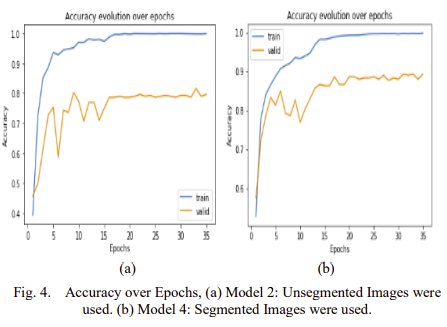 Accuracy evolution over epochs
1.0
0.9
0.8
0.7
0.6
0.5
0.4
Accuracy
train
valid
0 5 10 15 20 25 30 35
Epochs
(a)
Accuracy evolution over epochs
train
valid
1.0
0.9
0.8
0.7
0.6
Accuracy
0 5 10 15 20 25 30 35
Epochs
(b)
Fig. 4. Accuracy over Epochs, (a) Model 2: Unsegmented Images were
used. (b) Model 4: Segmented Images were used.